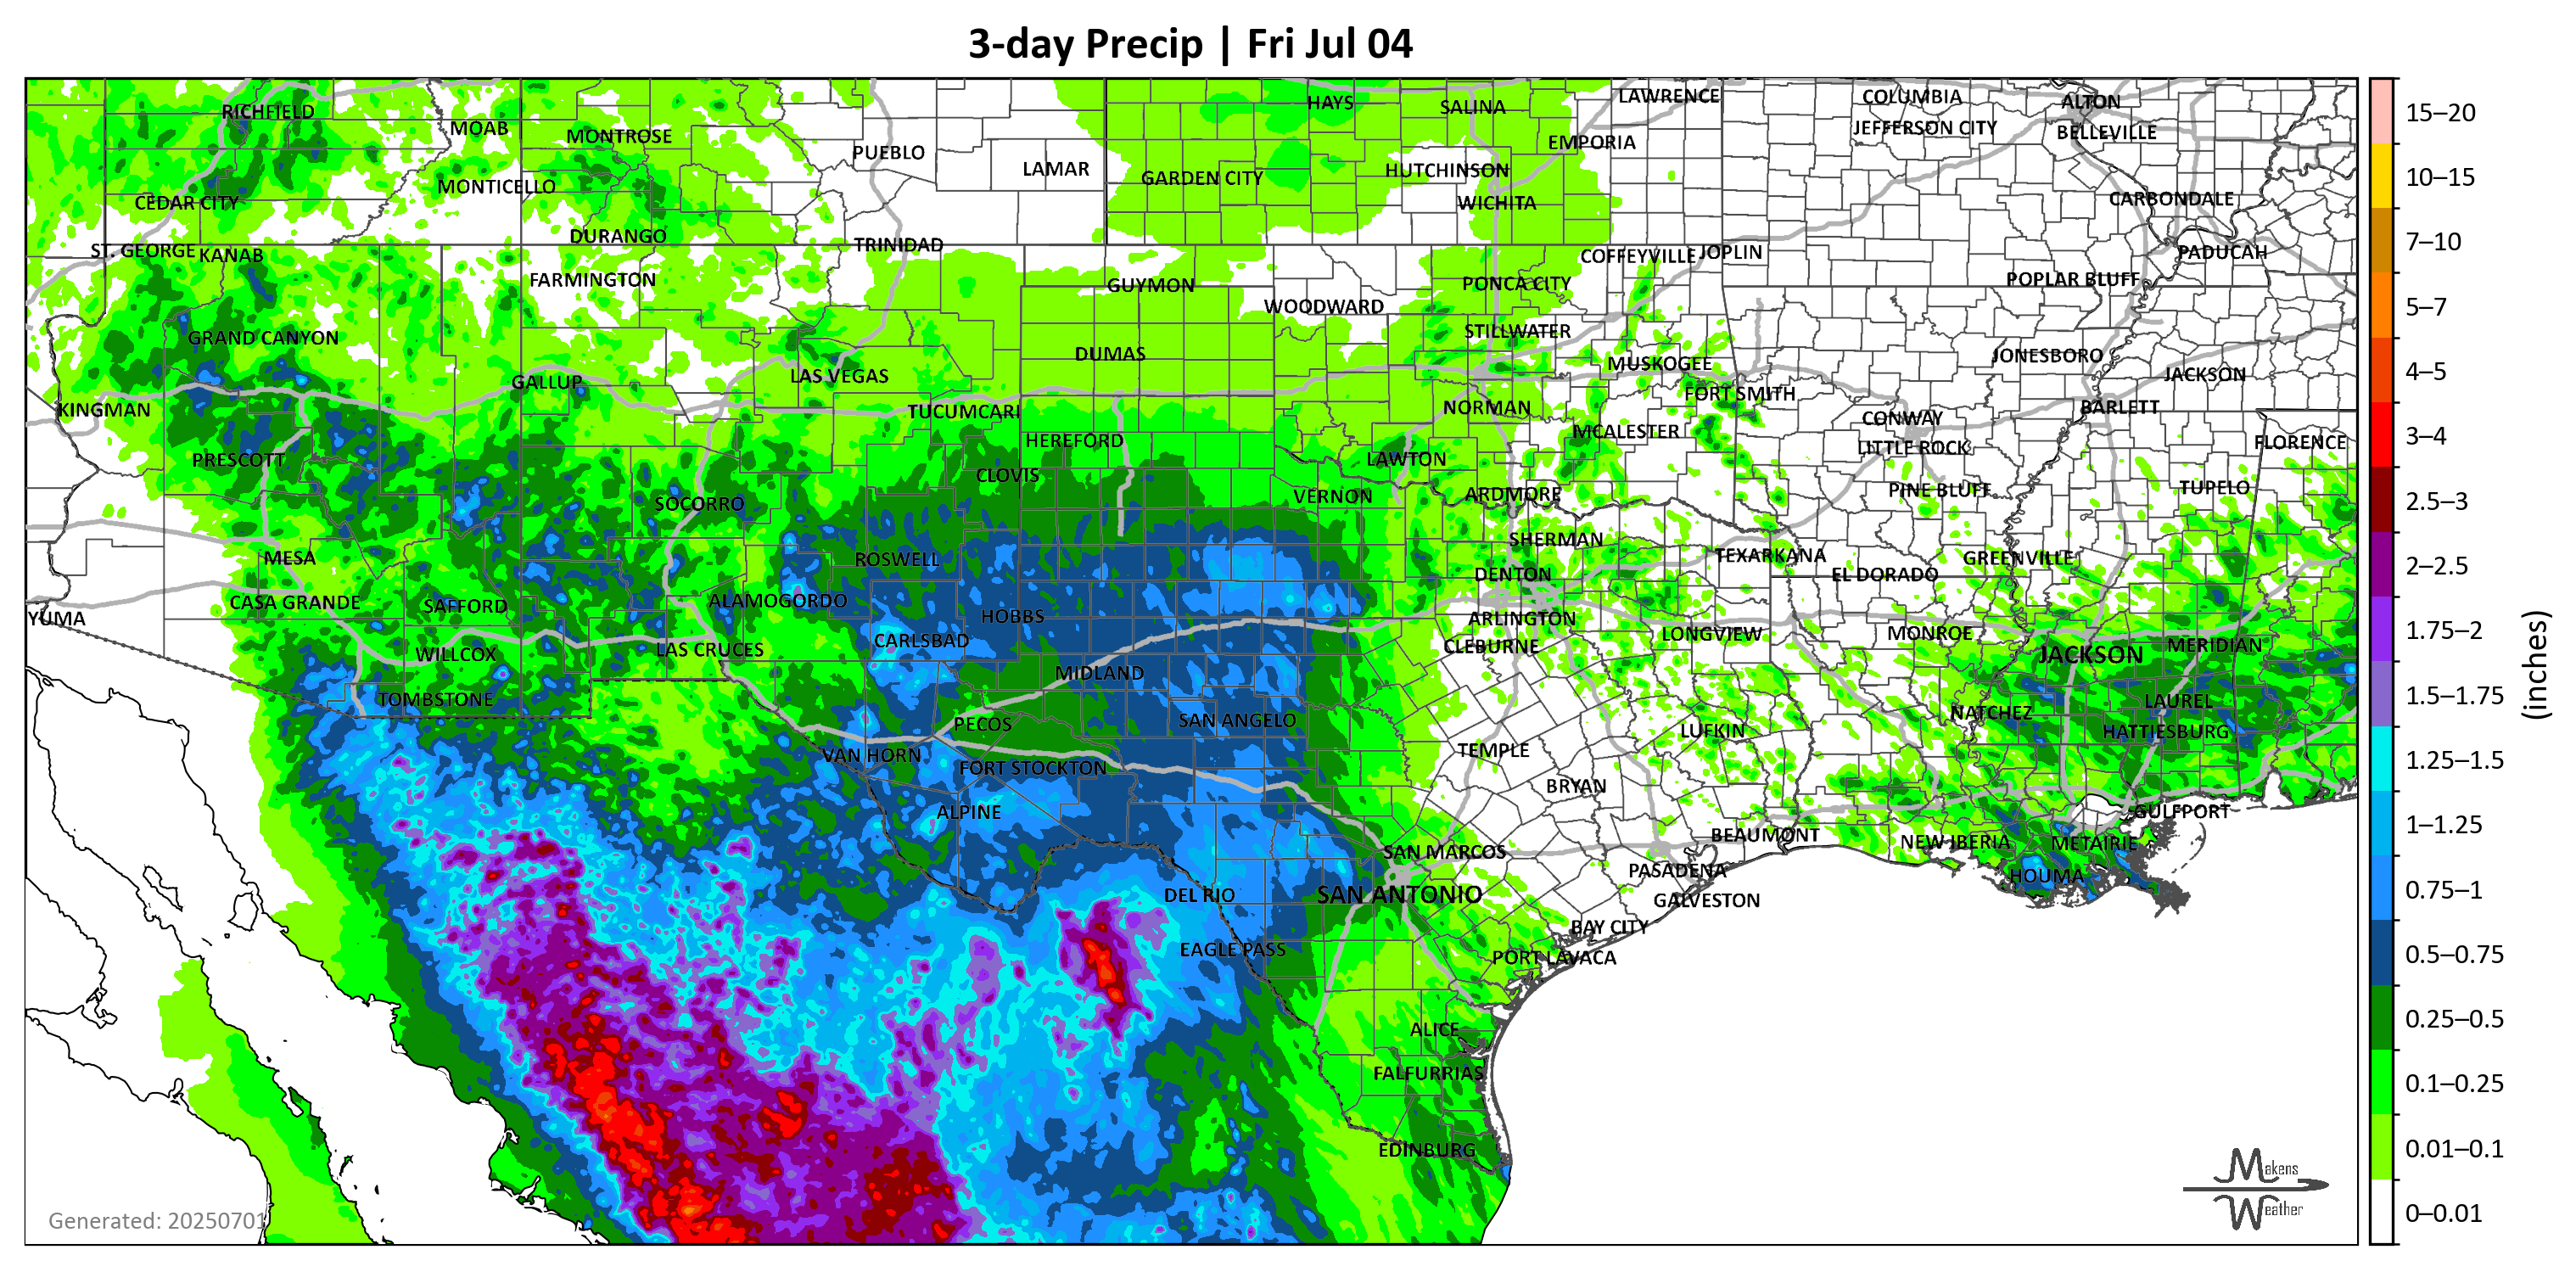 3-day Precip | Fri Jul 04
RICHFIELD
HAYS
SALINA
LAWRENCE
COLUMBIA
ALTON
MOAB
MONTROSE
JEFFERSON CITY
BELLEVILLE
PUEBLO
EMPORIA
LAMAR
HUTCHINSON
MONTICELLO
GARDEN CITY
CEDAR CITY
WICHITA
CARBONDALE
DURANGO
TRINIDAD
ST. GEORGE
KANAB
COFFEYVILLE
JOPLIN
PADUCAH
FARMINGTON
GUYMON
PONCA CITY
POPLAR BLUFF
WOODWARD
GRAND CANYON
STILLWATER
DUMAS
JONESBORO
MUSKOGEE
GALLUP
LAS VEGAS
JACKSON
FORT SMITH
KINGMAN
TUCUMCARI
NORMAN
BARLETT
CONWAY
HEREFORD
MCALESTER
LITTLE ROCK
FLORENCE
PRESCOTT
LAWTON
CLOVIS
SOCORRO
VERNON
ARDMORE
PINE BLUFF
TUPELO
SHERMAN
MESA
ROSWELL
TEXARKANA
GREENVILLE
DENTON
EL DORADO
CASA GRANDE
SAFFORD
ALAMOGORDO
YUMA
HOBBS
ARLINGTON
CARLSBAD
LONGVIEW
MONROE
WILLCOX
LAS CRUCES
CLEBURNE
JACKSON
MERIDIAN
MIDLAND
TOMBSTONE
LAUREL
PECOS
SAN ANGELO
NATCHEZ
LUFKIN
HATTIESBURG
VAN HORN
TEMPLE
FORT STOCKTON
BRYAN
ALPINE
GULFPORT
BEAUMONT
NEW IBERIA
METAIRIE
SAN MARCOS
PASADENA
HOUMA
DEL RIO
SAN ANTONIO
GALVESTON
BAY CITY
EAGLE PASS
PORT LAVACA
ALICE
FALFURRIAS
EDINBURG
Generated: 20250701
Makens
Weather
15–20
10–15
7–10
5–7
4–5
3–4
2.5–3
2–2.5
1.75–2
1.5–1.75
1.25–1.5
1–1.25
0.75–1
0.5–0.75
0.25–0.5
0.1–0.25
0.01–0.1
0–0.01
(inches)